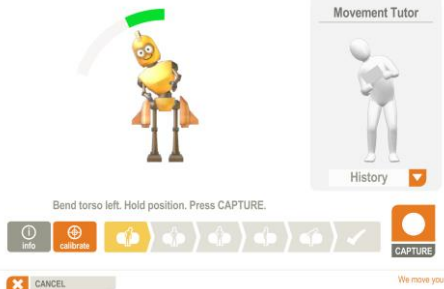 Movement Tutor
History
Bend torso left. Hold position. Press CAPTURE.
info
calibrate
CAPTURE
CANCEL
We move you